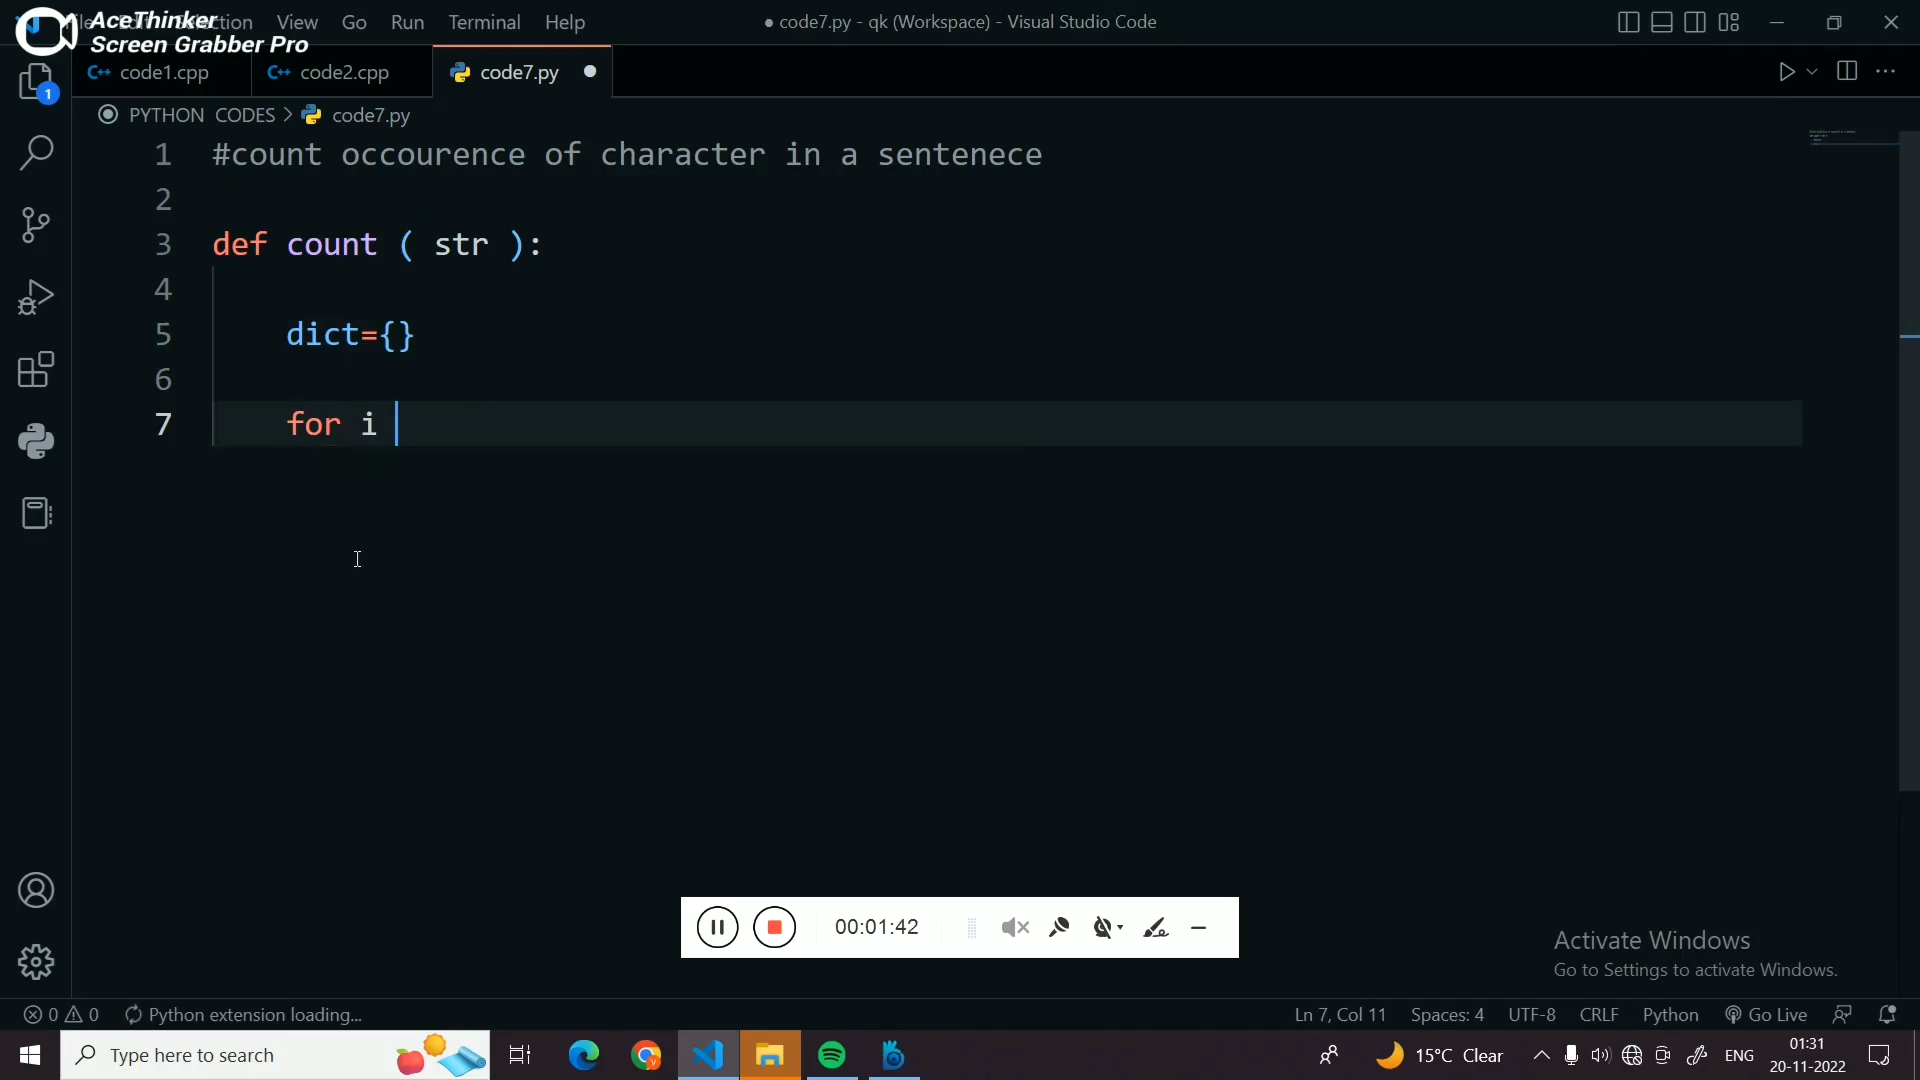 File Edit Selection View Go Run Terminal Help
● code7.py - qk (Workspace) - Visual Studio Code
AceThinker
Screen Grabber Pro
code1.cpp
code2.cpp
code7.py
1
PYTHON CODES > code7.py
1 #count occourence of character in a sentenece
2
3 def count ( str ):
4
5 dict={}
6
7 for i
00:01:42
Activate Windows
Go to Settings to activate Windows.
0 0 Python extension loading...
Ln 7, Col 11 Spaces: 4 UTF-8 CRLF Python Go Live
Type here to search
15°C Clear
ENG
01:31
20-11-2022